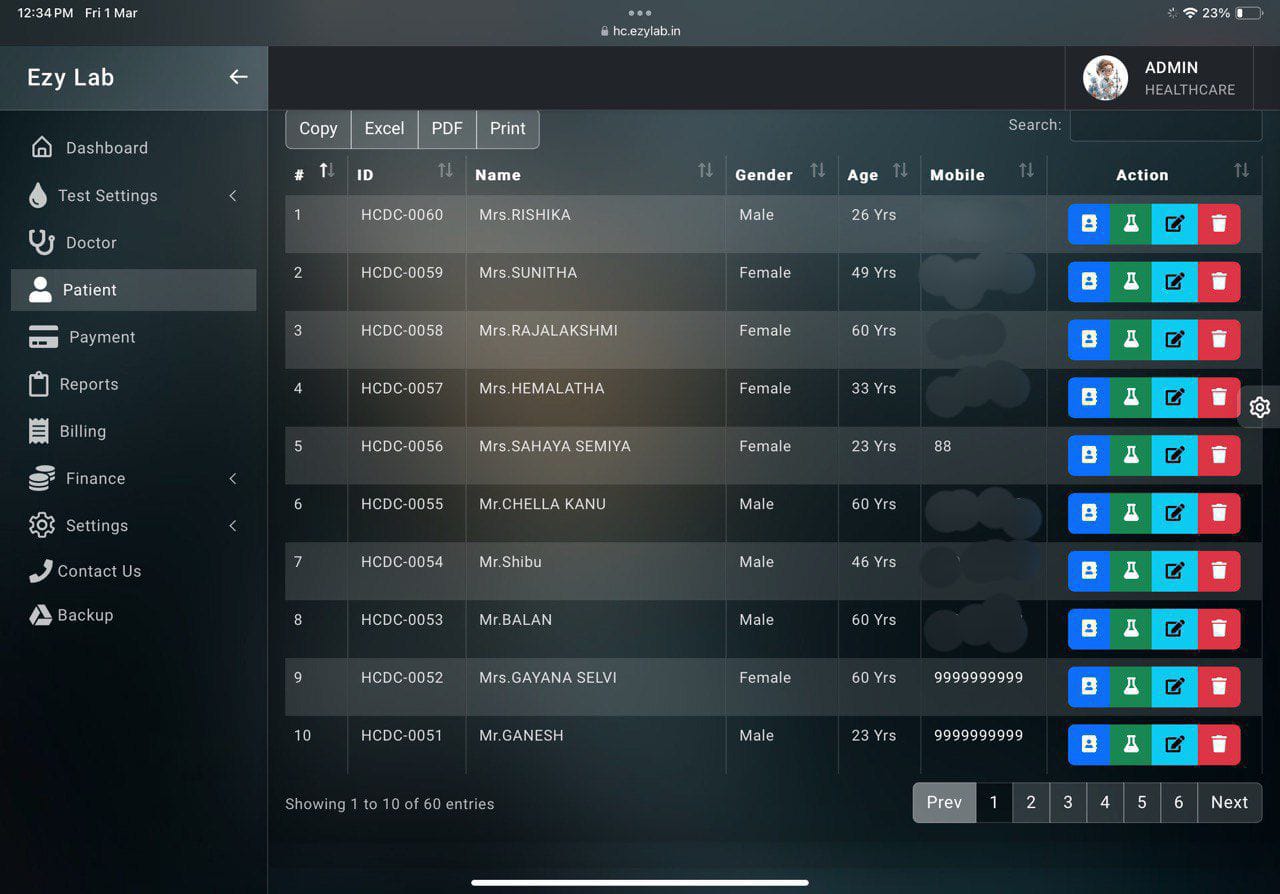 12:34 PM Fri 1 Mar
23%
hc.ezylab.in
Ezy Lab
ADMIN
HEALTHCARE
Dashboard
Test Settings
Doctor
Patient
Payment
Reports
Billing
Finance
Settings
Contact Us
Backup
Copy Excel PDF Print
Search:
# ID Name Gender Age Mobile Action
1 HCDC-0060 Mrs.RISHIKA Male 26 Yrs
2 HCDC-0059 Mrs.SUNITHA Female 49 Yrs
3 HCDC-0058 Mrs.RAJALAKSHMI Female 60 Yrs
4 HCDC-0057 Mrs.HEMALATHA Female 33 Yrs
5 HCDC-0056 Mrs.SAHAYA SEMIYA Female 23 Yrs 88
6 HCDC-0055 Mr.CHELLA KANU Male 60 Yrs
7 HCDC-0054 Mr.Shibu Male 46 Yrs
8 HCDC-0053 Mr.BALAN Male 60 Yrs
9 HCDC-0052 Mrs.GAYANA SELVI Female 60 Yrs 9999999999
10 HCDC-0051 Mr.GANESH Male 23 Yrs 9999999999
Showing 1 to 10 of 60 entries
Prev 1 2 3 4 5 6 Next